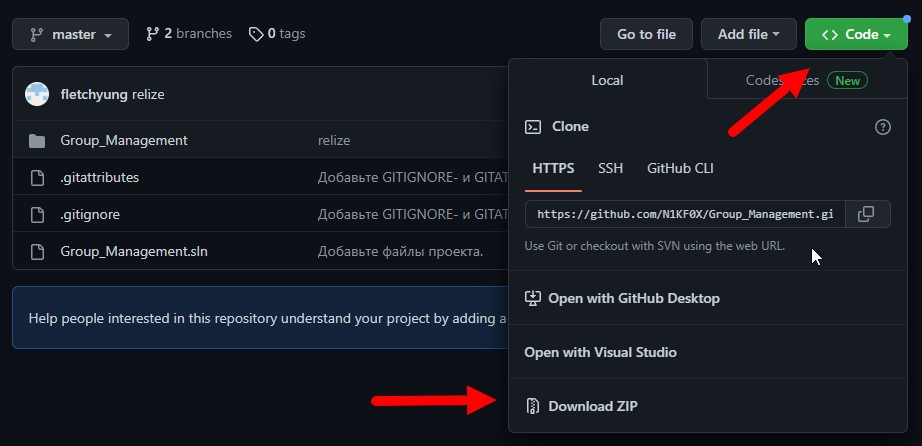 master
2 branches
0 tags
Go to file
Add file
Code
fletchyung relize
Group_Management
relize
.gitattributes
Добавьте GITIGNORE- и GITAT
.gitignore
Добавьте GITIGNORE- и GITAT
Group_Management.sln
Добавьте файлы проекта.
Help people interested in this repository understand your project by adding a
Local
New
Clone
HTTPS
SSH
GitHub CLI
https://github.com/N1KF0X/Group_Management.gi
Use Git or checkout with SVN using the web URL.
Open with GitHub Desktop
Open with Visual Studio
Download ZIP